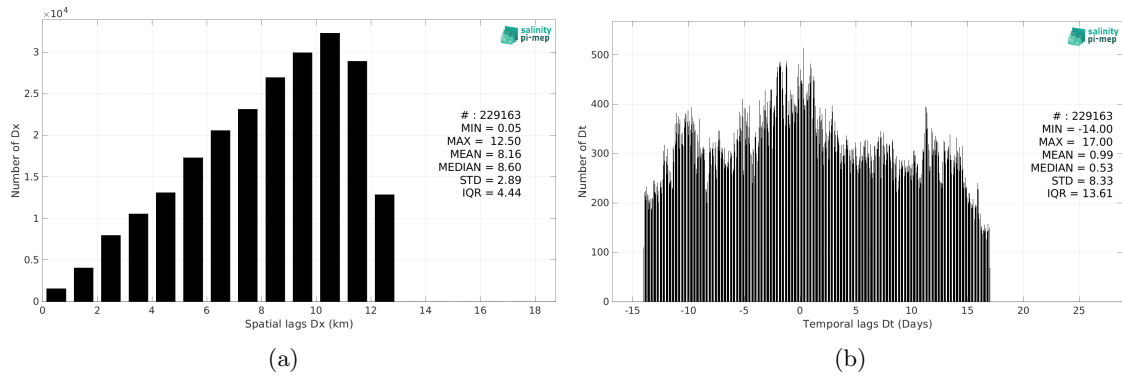 ×10⁴
3
2.5
2
1.5
1
0.5
0
Number of Dx
salinity
pi-mep
# : 229163
MIN = 0.05
MAX = 12.50
MEAN = 8.16
MEDIAN = 8.60
STD = 2.89
IQR = 4.44
0 2 4 6 8 10 12 14 16 18
Spatial lags Dx (km)
(a)
500
400
300
200
100
0
Number of Dt
salinity
pi-mep
# : 229163
MIN = -14.00
MAX = 17.00
MEAN = 0.99
MEDIAN = 0.53
STD = 8.33
IQR = 13.61
-15 -10 -5 0 5 10 15 20 25
Temporal lags Dt (Days)
(b)